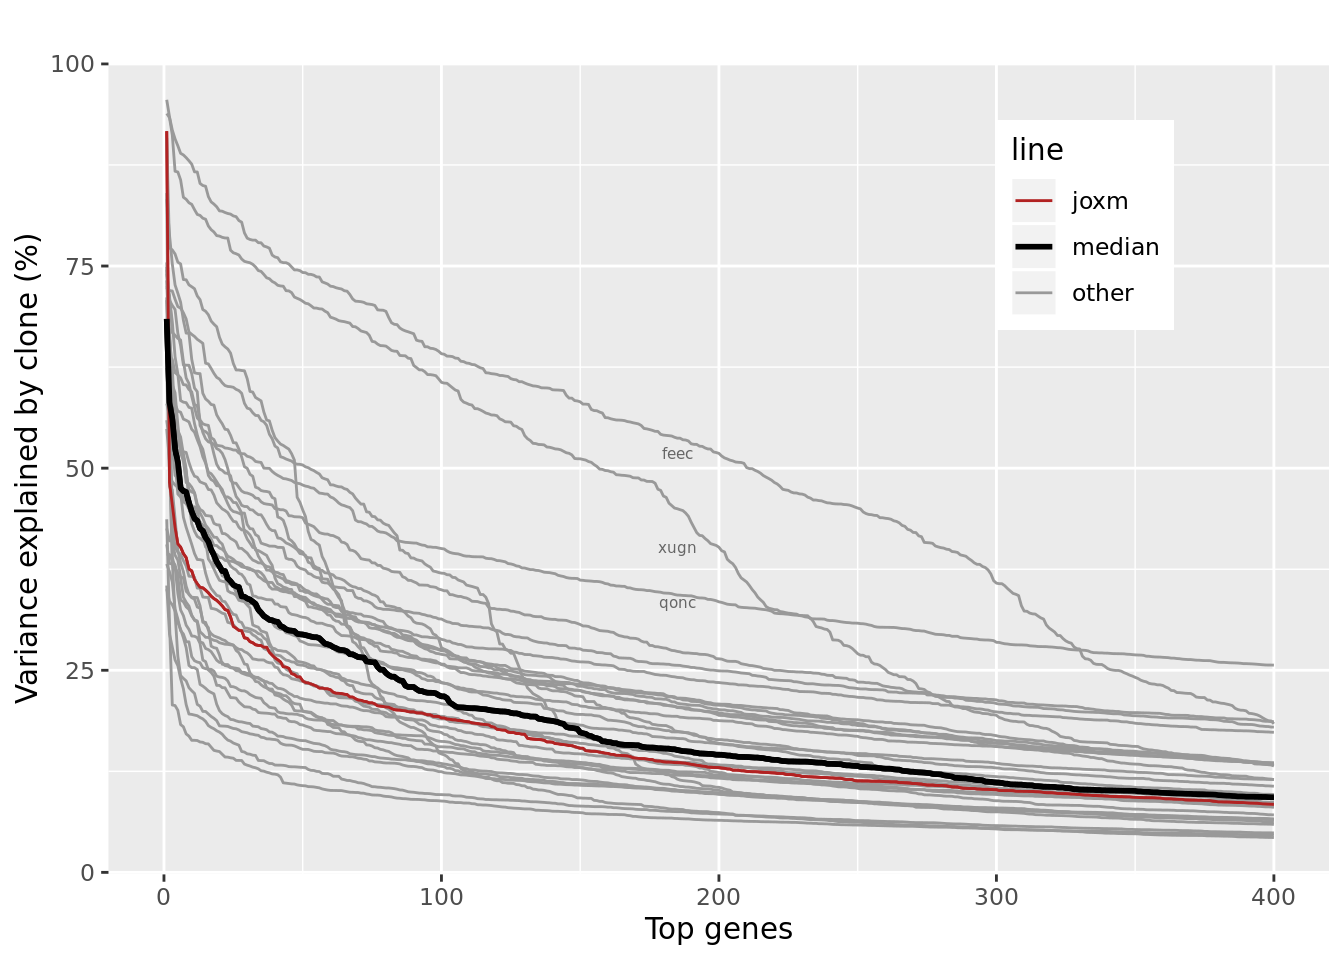 100
75
50
25
0
Variance explained by clone (%)
line
joxm
median
other
feec
xugn
qonc
0 100 200 300 400
Top genes